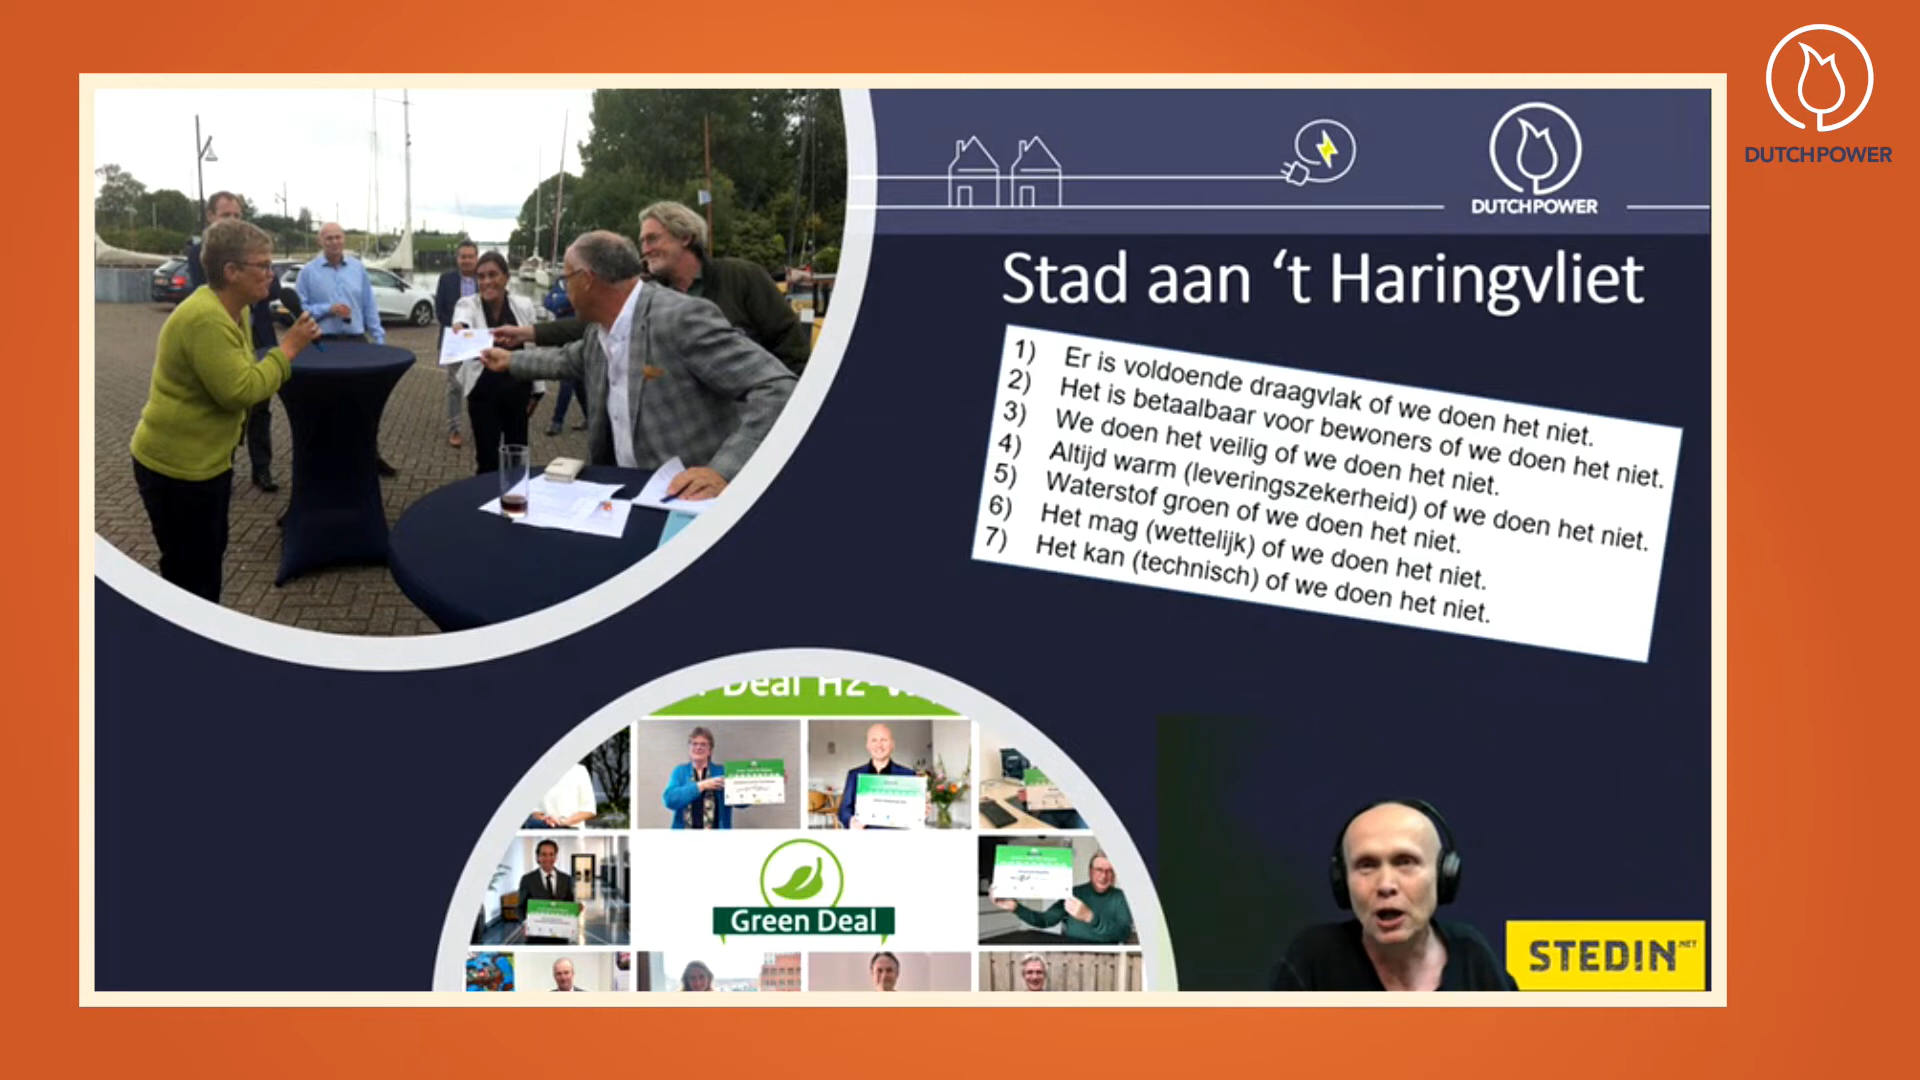 DUTCHPOWER
DUTCHPOWER
Stad aan ‘t Haringvliet
1) Er is voldoende draagvlak of we doen het niet.
2) Het is betaalbaar voor bewoners of we doen het niet.
3) We doen het veilig of we doen het niet.
4) Altijd warm (leveringszekerheid) of we doen het niet.
5) Waterstof groen of we doen het niet.
6) Het mag (wettelijk) of we doen het niet.
7) Het kan (technisch) of we doen het niet.
Deal H2-W
Green Deal
STEDIN.NET